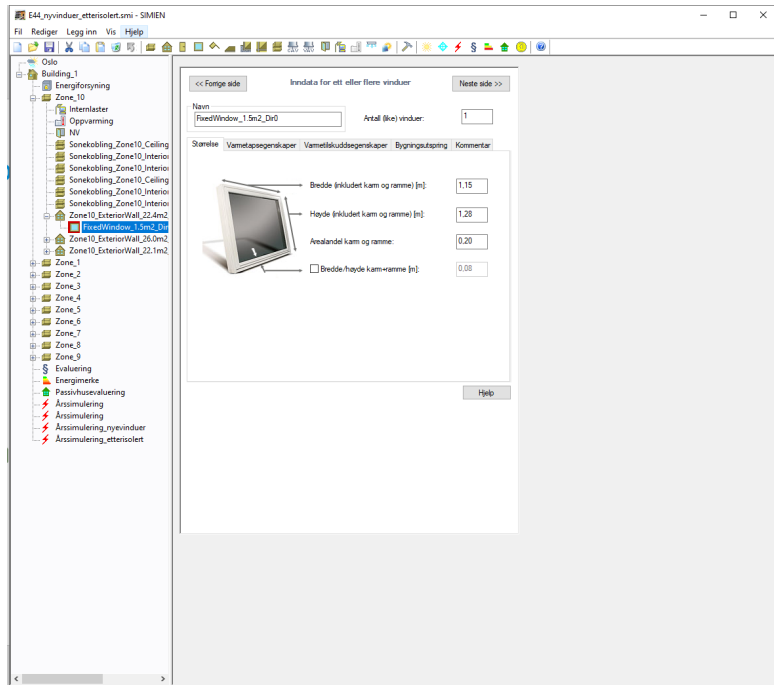 E44_nyvinduer_etterisolert.smi - SIMIEN
Fil Rediger Legg inn Vis Hjelp
Oslo
Building_1
Energiforsyning
Zone_10
Internlaster
Oppvarming
NV
Sonekobling_Zone10_Ceiling
Sonekobling_Zone10_Interior
Sonekobling_Zone10_Interior
Sonekobling_Zone10_Ceiling
Sonekobling_Zone10_Interior
Sonekobling_Zone10_Interior
Zone10_ExteriorWall_22.4m2_
FixedWindow_1.5m2_Dir
Zone10_ExteriorWall_26.0m2_
Zone10_ExteriorWall_22.1m2_
Zone_1
Zone_2
Zone_3
Zone_4
Zone_5
Zone_6
Zone_7
Zone_8
Zone_9
§ Evaluering
Energimerke
Passivhusevaluering
Årssimulering
Årssimulering
Årssimulering_nyevinduer
Årssimulering_etterisolert
<< Forrige side
Inndata for ett eller flere vinduer
Neste side >>
Navn
FixedWindow_1.5m2_Dir0
Antall (like) vinduer:
1
Størrelse Varmetapsegenskaper Varmetilskuddsegenskaper Bygningsutspring Kommentar
Bredde (inkludert karm og ramme) [m]:
1,15
Høyde (inkludert karm og ramme) [m]:
1,28
Arealandel karm og ramme:
0,20
Bredde/høyde karm+ramme [m]:
0,08
Hjelp